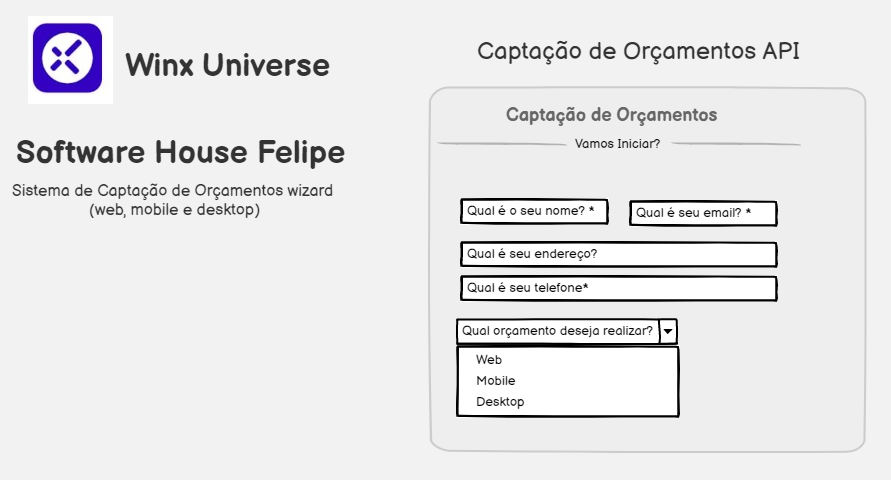 Winx Universe
Software House Felipe
Sistema de Captação de Orçamentos wizard
(web, mobile e desktop)
Captação de Orçamentos API
Captação de Orçamentos
Vamos Iniciar?
Qual é o seu nome? *
Qual é seu email? *
Qual é seu endereço?
Qual é seu telefone*
Qual orçamento deseja realizar?
Web
Mobile
Desktop